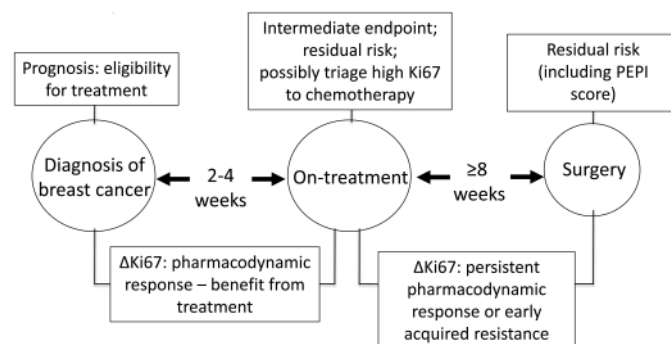 Prognosis: eligibility
for treatment
Intermediate endpoint;
residual risk;
possibly triage high Ki67
to chemotherapy
Residual risk
(including PEPI
score)
Diagnosis of
breast cancer
2-4
weeks
On-treatment
≥8
weeks
Surgery
ΔKi67: pharmacodynamic
response – benefit from
treatment
ΔKi67: persistent
pharmacodynamic
response or early
acquired resistance